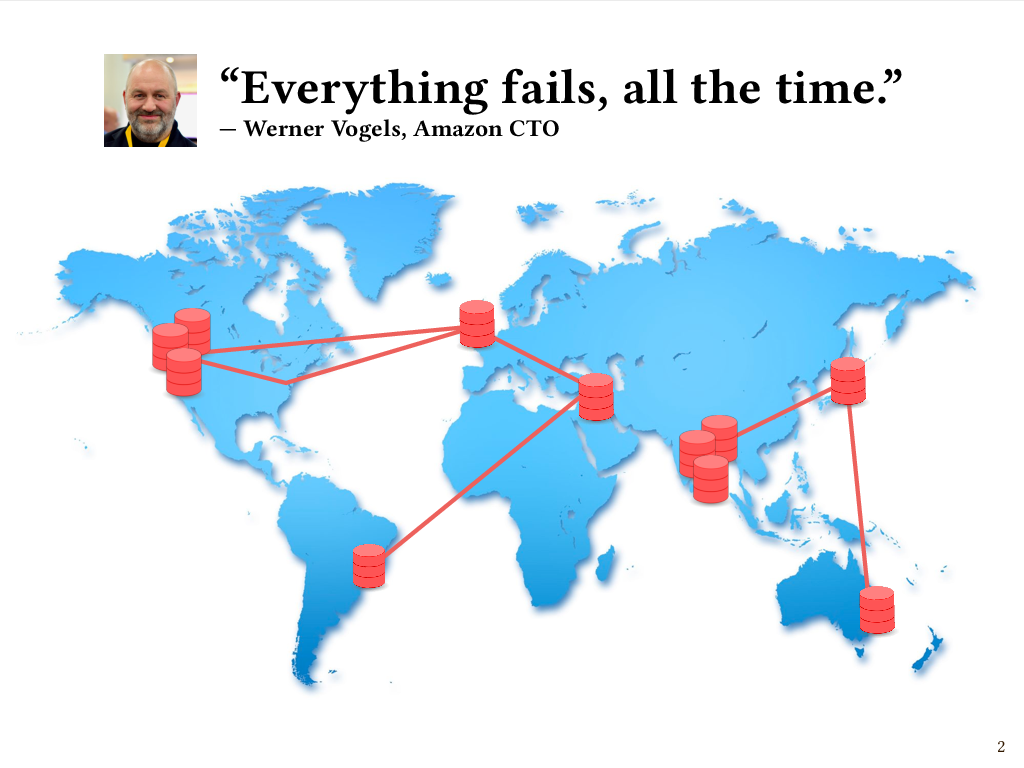 “Everything fails, all the time.”
— Werner Vogels, Amazon CTO
2